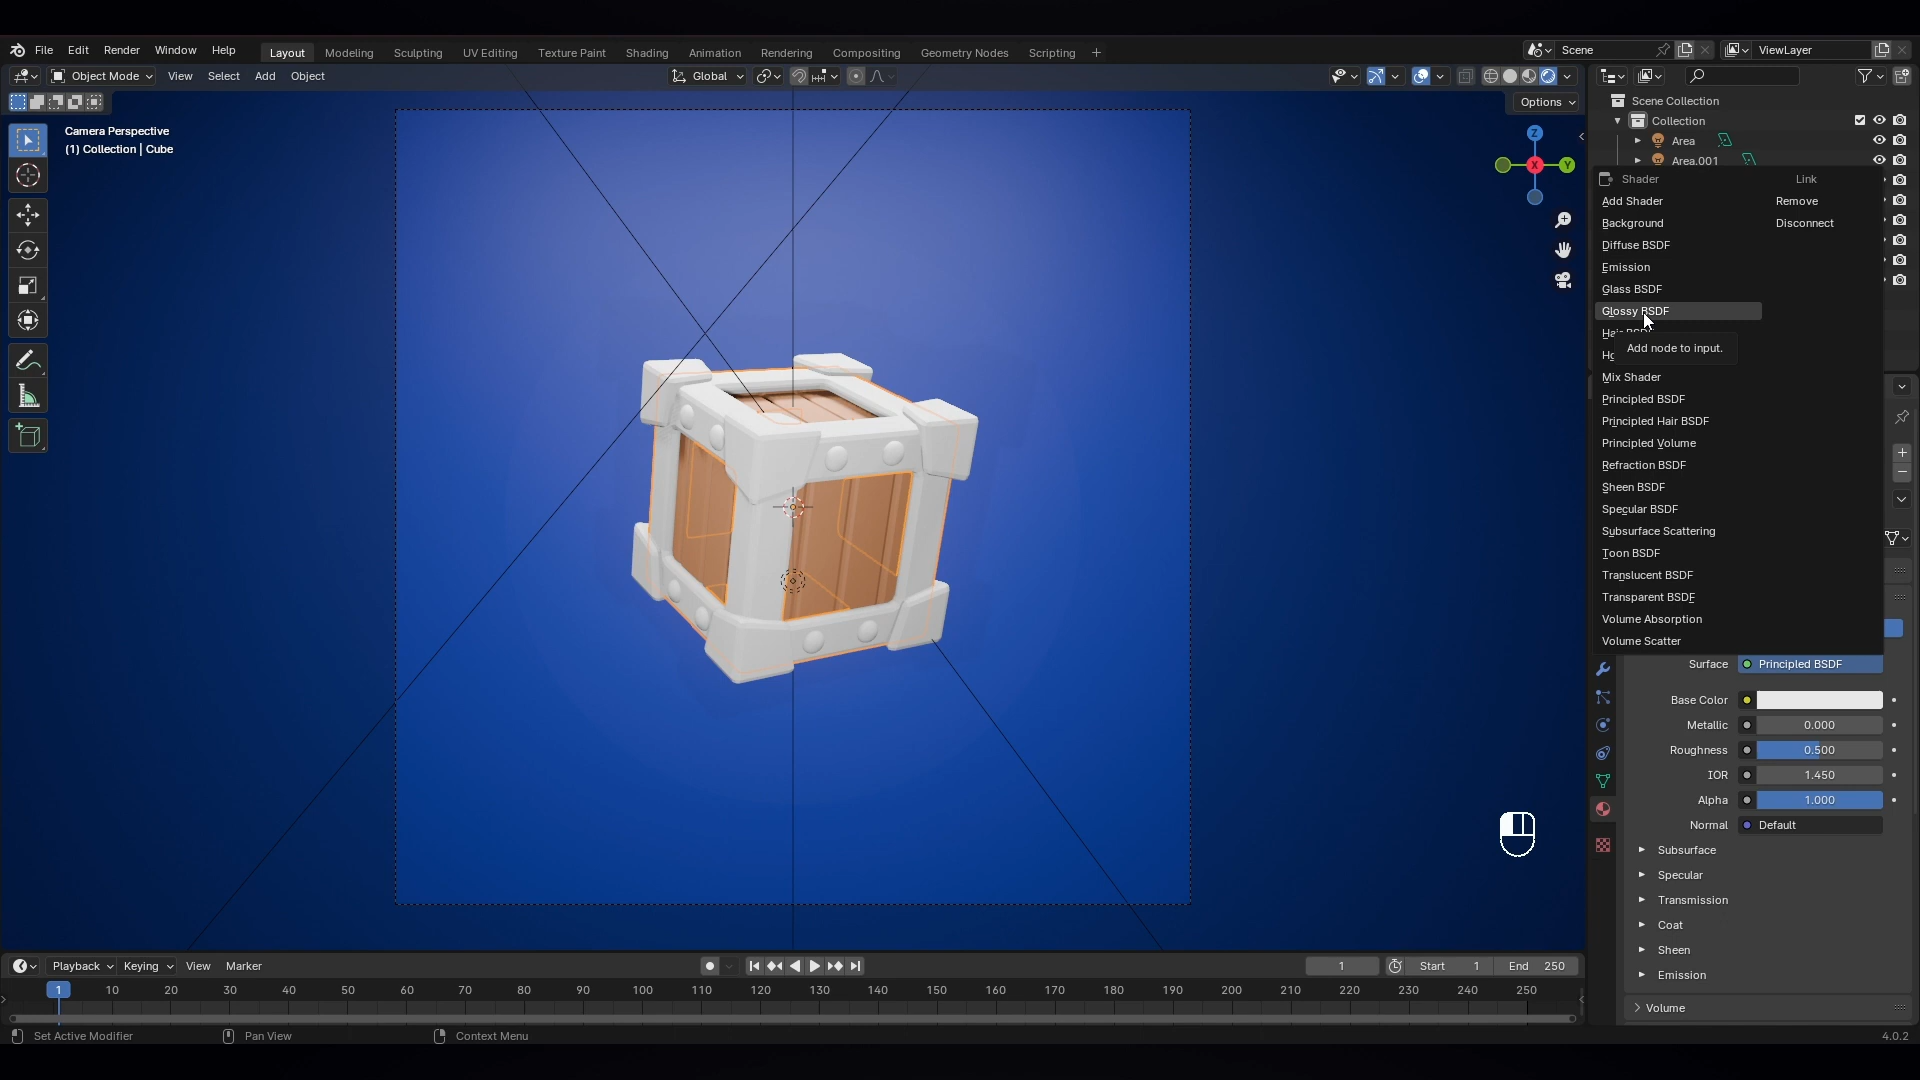 File Edit Render Window Help Layout Modeling Sculpting UV Editing Texture Paint Shading Animation Rendering Compositing Geometry Nodes Scripting + Scene ViewLayer
Object Mode View Select Add Object Global
Options
Camera Perspective
(1) Collection | Cube
Z
X
Y
Scene Collection
Collection
Area
Area.001
Shader Link
Add Shader Remove
Background Disconnect
Diffuse BSDF
Emission
Glass BSDF
Glossy BSDF
Add node to input.
Mix Shader
Principled BSDF
Principled Hair BSDF
Principled Volume
Refraction BSDF
Sheen BSDF
Specular BSDF
Subsurface Scattering
Toon BSDF
Translucent BSDF
Transparent BSDF
Volume Absorption
Volume Scatter
Surface Principled BSDF
Base Color
Metallic 0.000
Roughness 0.500
IOR 1.450
Alpha 1.000
Normal Default
Subsurface
Specular
Transmission
Coat
Sheen
Emission
Volume
Playback Keying View Marker 1 Start 1 End 250
1 10 20 30 40 50 60 70 80 90 100 110 120 130 140 150 160 170 180 190 200 210 220 230 240 250
Set Active Modifier Pan View Context Menu 4.0.2